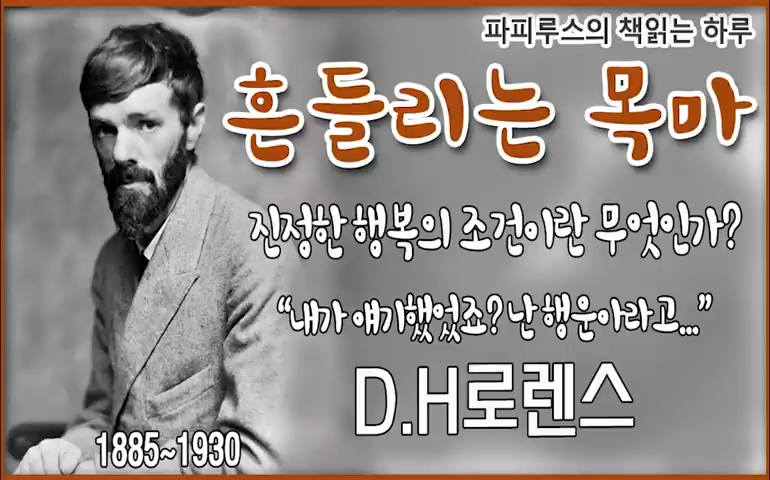 파피루스의 책읽는 하루
흔들리는 목마
진정한 행복의 조건이란 무엇인가?
“내가 얘기했었죠? 난 행운아라고...”
D.H로렌스
1885~1930